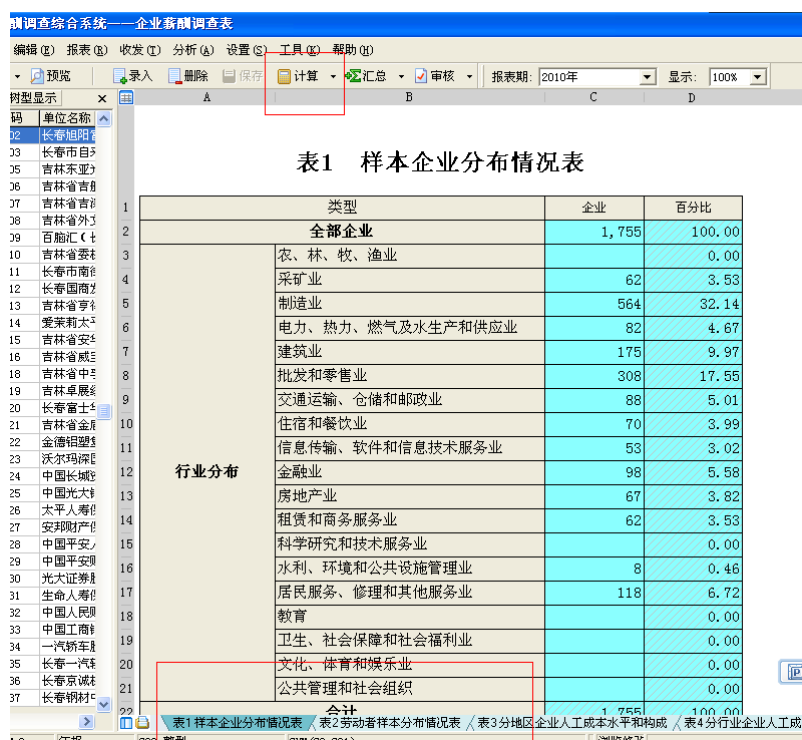 调查综合系统——企业薪酬调查表
编辑(E) 报表(R) 收发(T) 分析(A) 设置(S) 工具(K) 帮助(H)
预览 录入 删除 保存 计算 汇总 审核 报表期: 2010年 显示: 100%
树型显示 × A B C D
码 单位名称
02 长春旭阳
03 长春市自
05 吉林东亚
06 吉林省吉
07 吉林省吉
08 吉林省外
09 百脑汇(
10 吉林省委
11 长春市南
12 长春国商
13 吉林省亨
14 爱茉莉太
15 吉林省安
16 吉林省威
18 吉林省中
19 吉林卓展
20 长春富士
21 吉林省金
22 金德铝塑
23 沃尔玛深
24 中国长城
25 中国光大
26 太平人寿
27 安邦财产
28 中国平安
29 中国平安
30 光大证券
31 生命人寿
32 中国人民
33 中国工商
34 一汽轿车
35 长春一汽
36 长春京诚
37 长春钢材
表1 样本企业分布情况表
1 类型 企业 百分比
2 全部企业 1,755 100.00
3 农、林、牧、渔业 0.00
4 采矿业 62 3.53
5 制造业 564 32.14
6 电力、热力、燃气及水生产和供应业 82 4.67
7 建筑业 175 9.97
8 批发和零售业 308 17.55
9 交通运输、仓储和邮政业 88 5.01
10 住宿和餐饮业 70 3.99
11 信息传输、软件和信息技术服务业 53 3.02
12 行业分布 金融业 98 5.58
13 房地产业 67 3.82
14 租赁和商务服务业 62 3.53
15 科学研究和技术服务业 0.00
16 水利、环境和公共设施管理业 8 0.46
17 居民服务、修理和其他服务业 118 6.72
18 教育 0.00
19 卫生、社会保障和社会福利业 0.00
20 文化、体育和娱乐业 0.00
21 公共管理和社会组织 0.00
22 合计 1,755 100.00
表1样本企业分布情况表 表2劳动者样本分布情况表 表3分地区企业人工成本水平和构成 表4分行业企业人工成